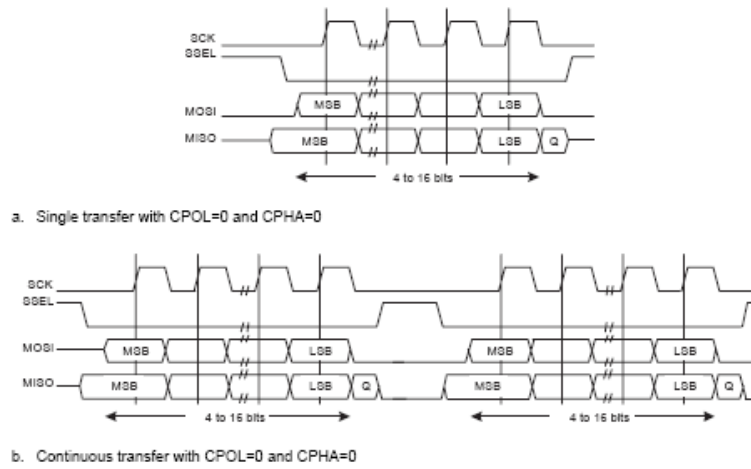 SCK
SSEL
MOSI MSB LSB
MISO MSB LSB Q
4 to 16 bits
a. Single transfer with CPOL=0 and CPHA=0
SCK
SSEL
MOSI MSB LSB MSB LSB
MISO MSB LSB Q MSB LSB Q
4 to 16 bits 4 to 16 bits
b. Continuous transfer with CPOL=0 and CPHA=0